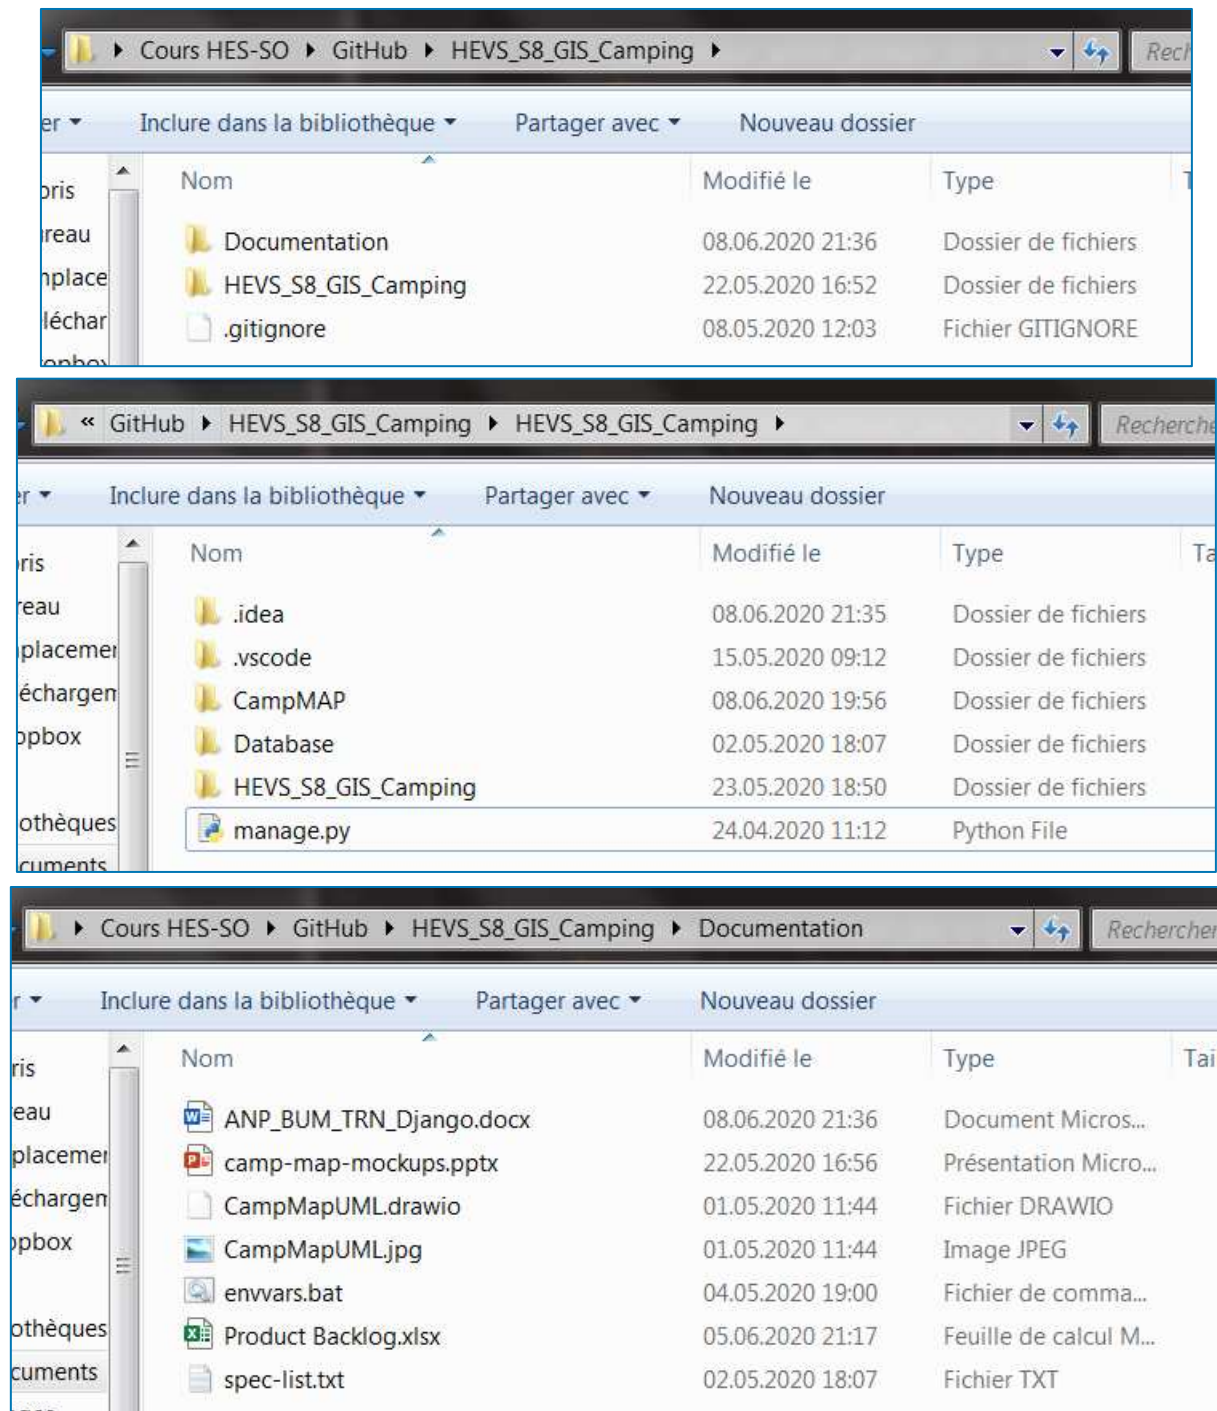 Cours HES-SO GitHub HEVS_S8_GIS_Camping
Inclure dans la bibliothèque Partager avec Nouveau dossier
Nom Modifié le Type
Documentation 08.06.2020 21:36 Dossier de fichiers
HEVS_S8_GIS_Camping 22.05.2020 16:52 Dossier de fichiers
.gitignore 08.05.2020 12:03 Fichier GITIGNORE
« GitHub HEVS_S8_GIS_Camping HEVS_S8_GIS_Camping Recherche
Inclure dans la bibliothèque Partager avec Nouveau dossier
Nom Modifié le Type Ta
.idea 08.06.2020 21:35 Dossier de fichiers
.vscode 15.05.2020 09:12 Dossier de fichiers
CampMAP 08.06.2020 19:56 Dossier de fichiers
Database 02.05.2020 18:07 Dossier de fichiers
HEVS_S8_GIS_Camping 23.05.2020 18:50 Dossier de fichiers
manage.py 24.04.2020 11:12 Python File
Cours HES-SO GitHub HEVS_S8_GIS_Camping Documentation Rechercher
Inclure dans la bibliothèque Partager avec Nouveau dossier
Nom Modifié le Type Tai
ANP_BUM_TRN_Django.docx 08.06.2020 21:36 Document Micros...
camp-map-mockups.pptx 22.05.2020 16:56 Présentation Micro...
CampMapUML.drawio 01.05.2020 11:44 Fichier DRAWIO
CampMapUML.jpg 01.05.2020 11:44 Image JPEG
envvars.bat 04.05.2020 19:00 Fichier de comma...
Product Backlog.xlsx 05.06.2020 21:17 Feuille de calcul M...
spec-list.txt 02.05.2020 18:07 Fichier TXT